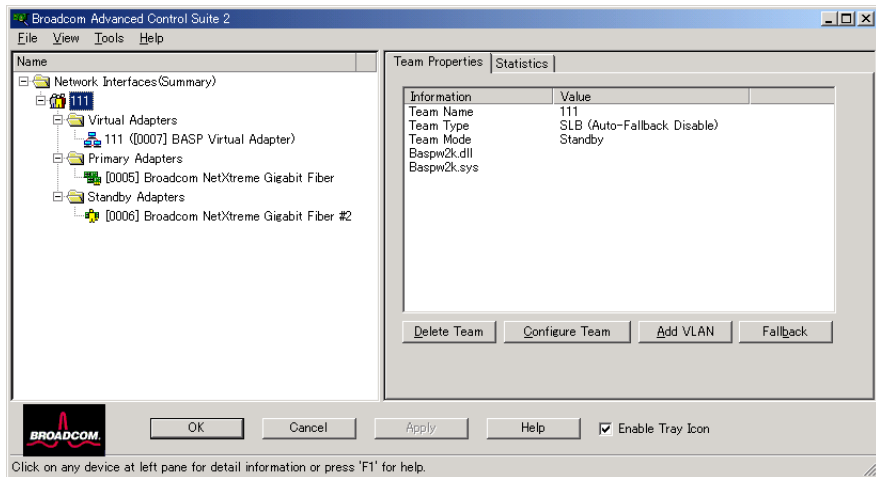 Broadcom Advanced Control Suite 2
File View Tools Help
Name
Network Interfaces(Summary)
111
Virtual Adapters
111 ([0007] BASP Virtual Adapter)
Primary Adapters
[0005] Broadcom NetXtreme Gigabit Fiber
Standby Adapters
[0006] Broadcom NetXtreme Gigabit Fiber #2
Team Properties Statistics
Information Value
Team Name 111
Team Type SLB (Auto-Fallback Disable)
Team Mode Standby
Baspw2k.dll
Baspw2k.sys
Delete Team Configure Team Add VLAN Fallback
BROADCOM. OK Cancel Apply Help Enable Tray Icon
Click on any device at left pane for detail information or press 'F1' for help.